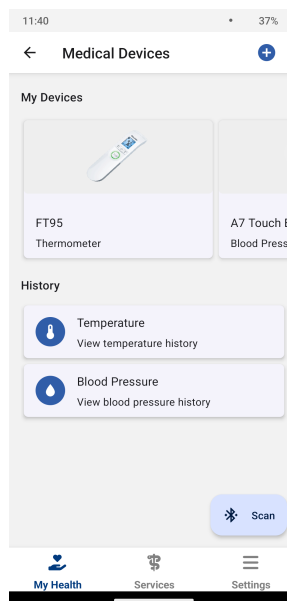 11:40
37%
Medical Devices
My Devices
FT95
Thermometer
A7 Touch
Blood Press
History
Temperature
View temperature history
Blood Pressure
View blood pressure history
Scan
My Health
Services
Settings